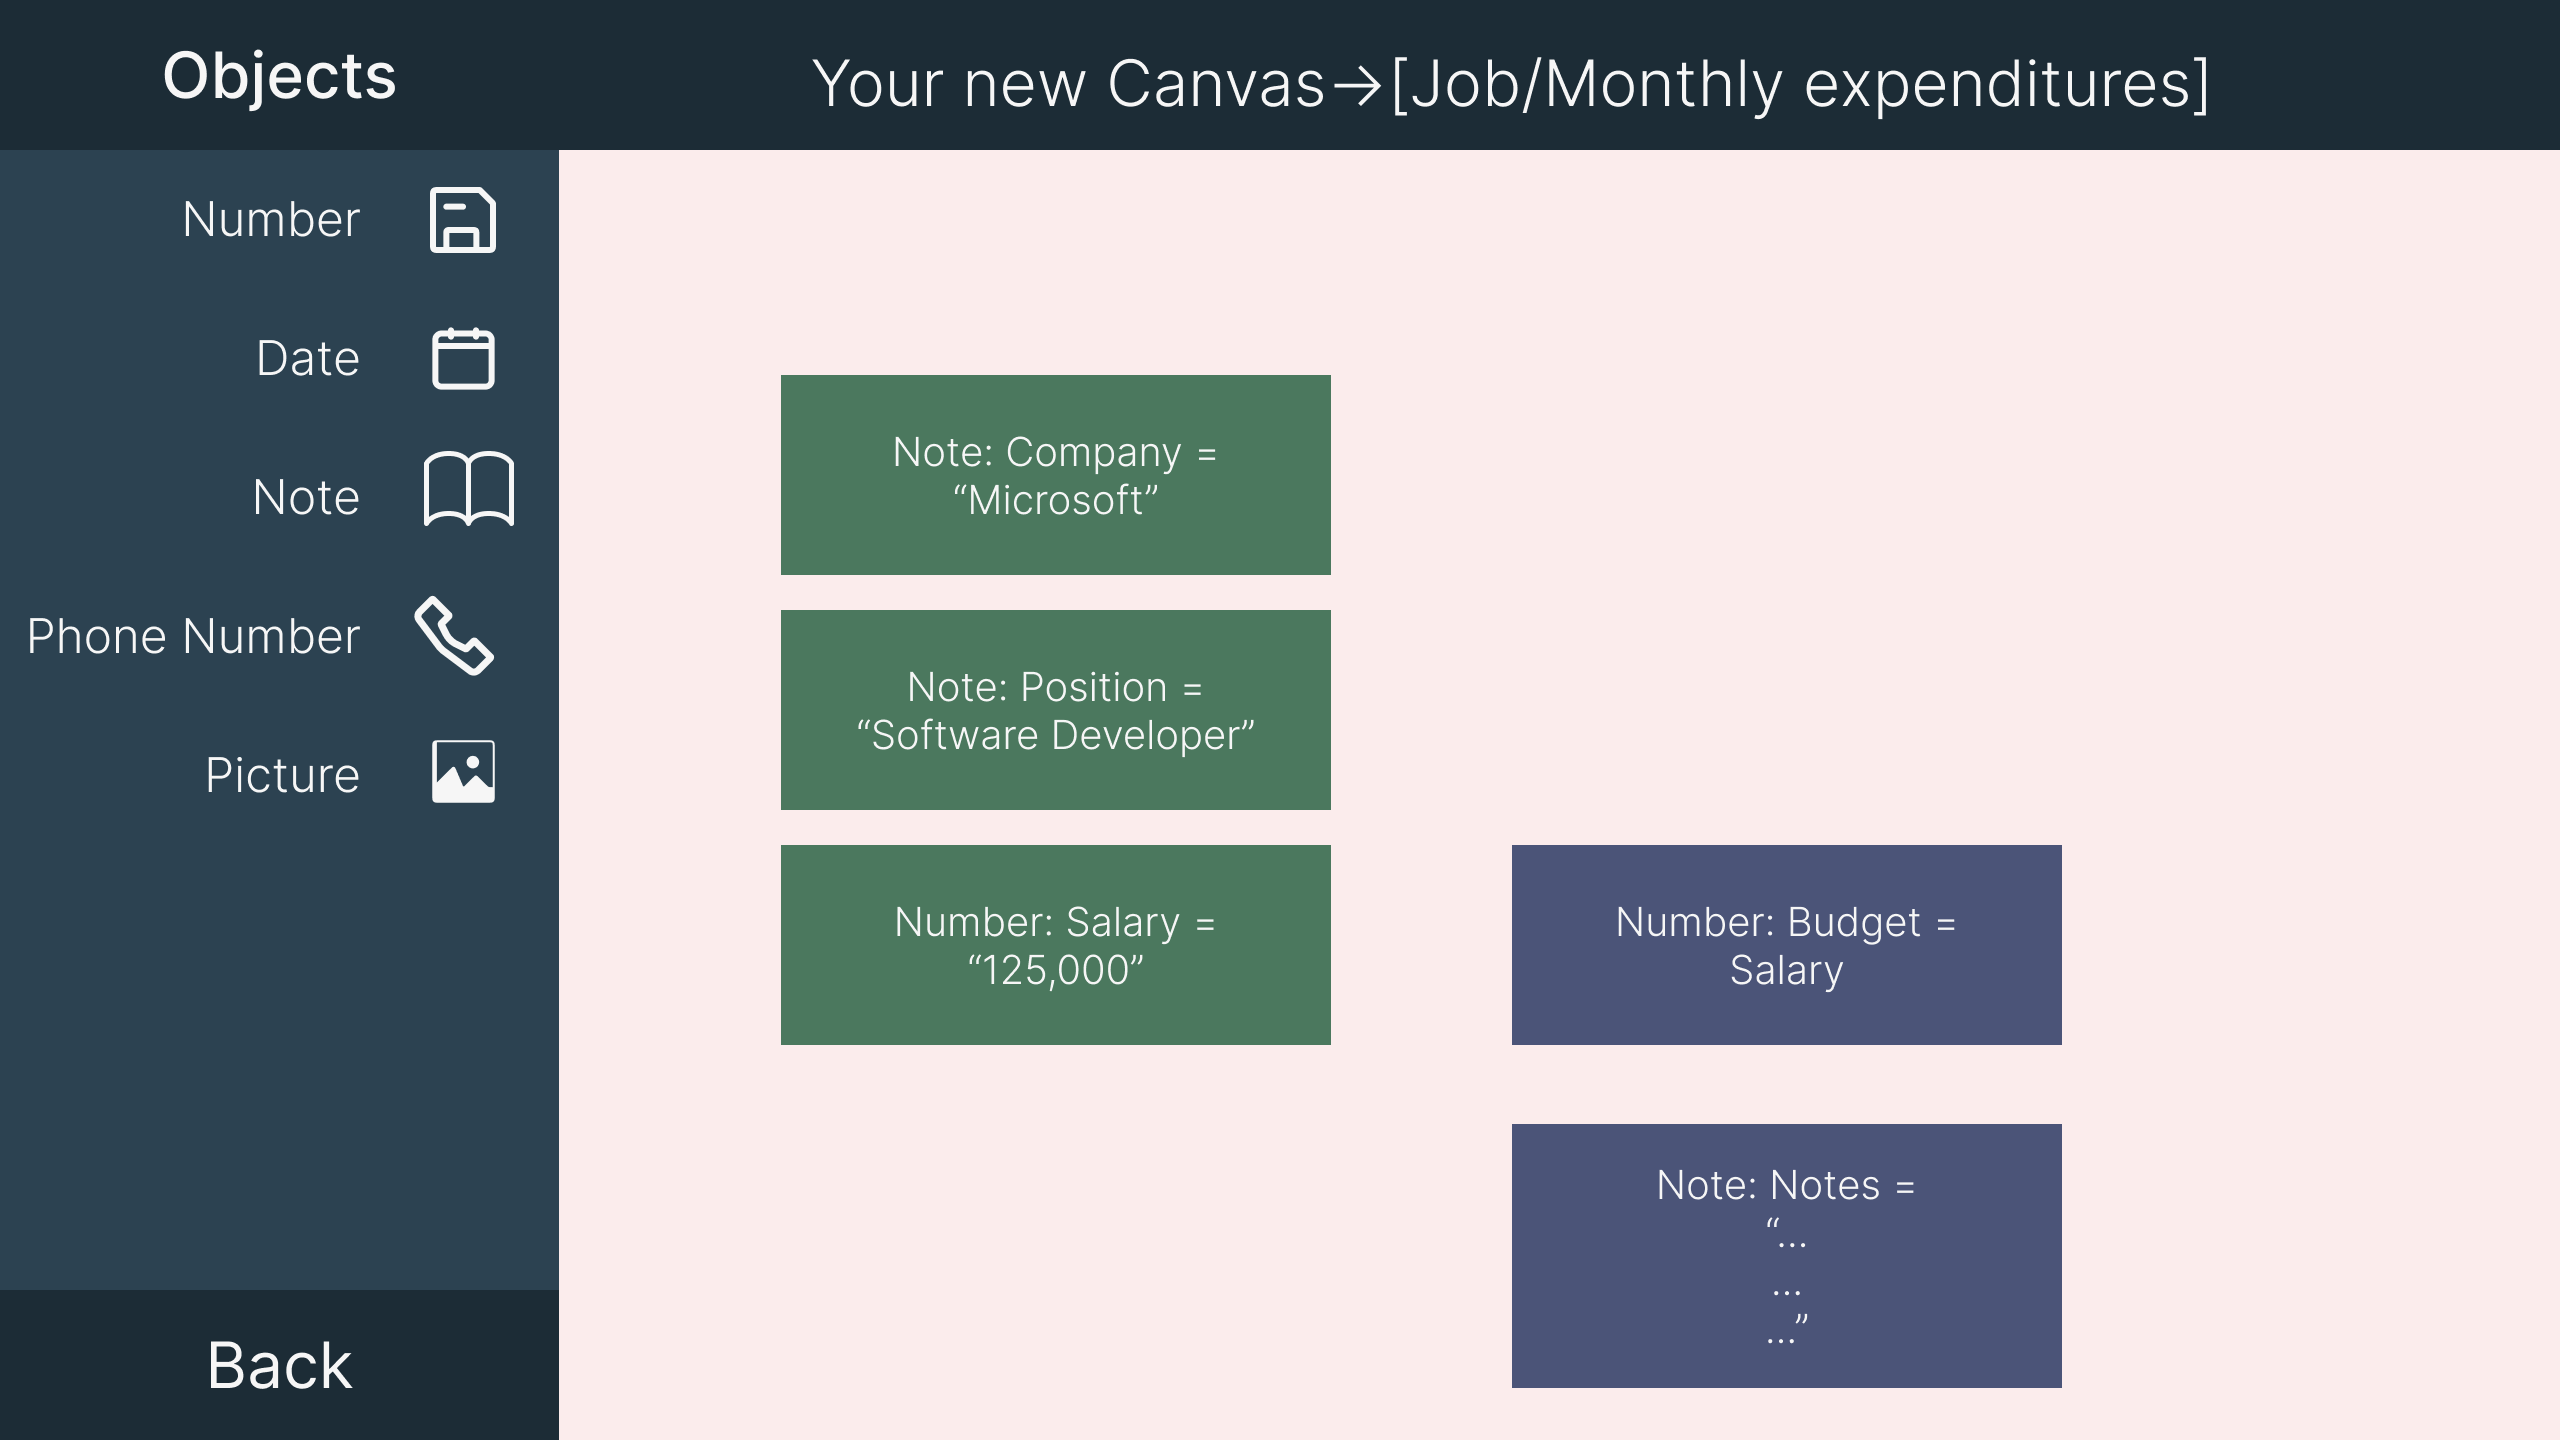 Objects
Your new Canvas→[Job/Monthly expenditures]
Number
Date
Note
Phone Number
Picture
Back
Note: Company =
“Microsoft”
Note: Position =
“Software Developer”
Number: Salary =
“125,000”
Number: Budget =
Salary
Note: Notes =
“...
...
...”